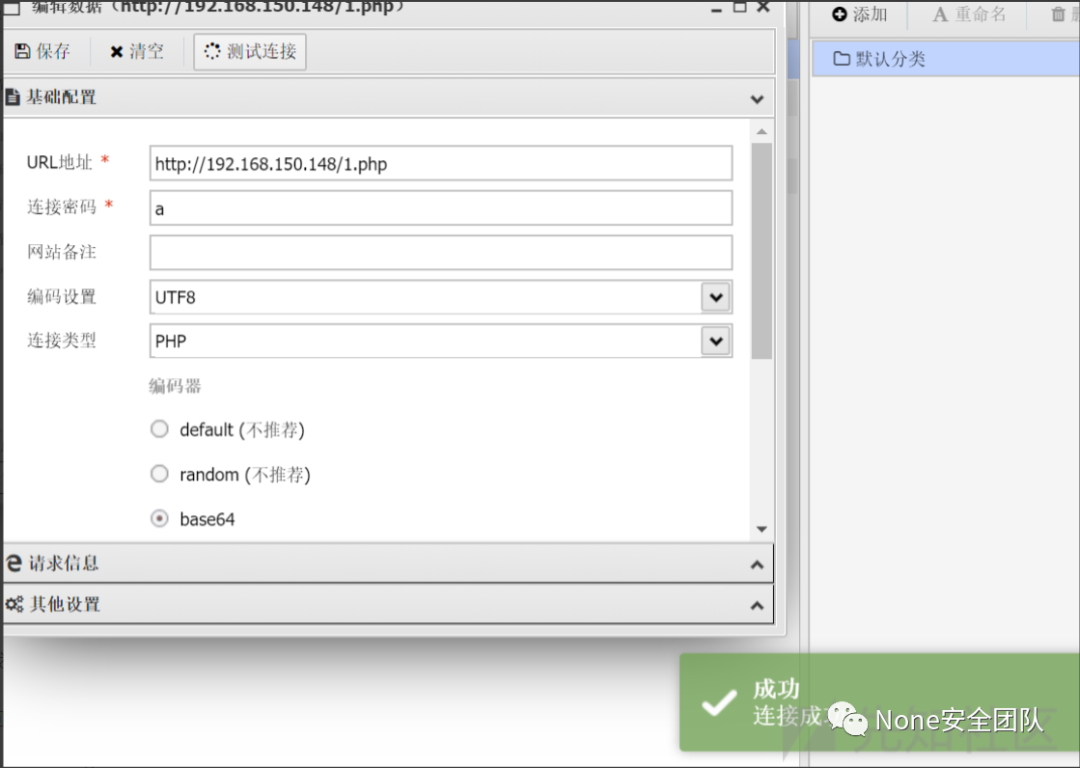 编辑数据（http://192.168.150.148/1.php）
保存 清空 测试连接
添加 重命名
默认分类
基础配置
URL地址 *
http://192.168.150.148/1.php
连接密码 *
a
网站备注
编码设置
UTF8
连接类型
PHP
编码器
default (不推荐)
random (不推荐)
base64
请求信息
其他设置
成功
连接成
None安全团队
先知社区